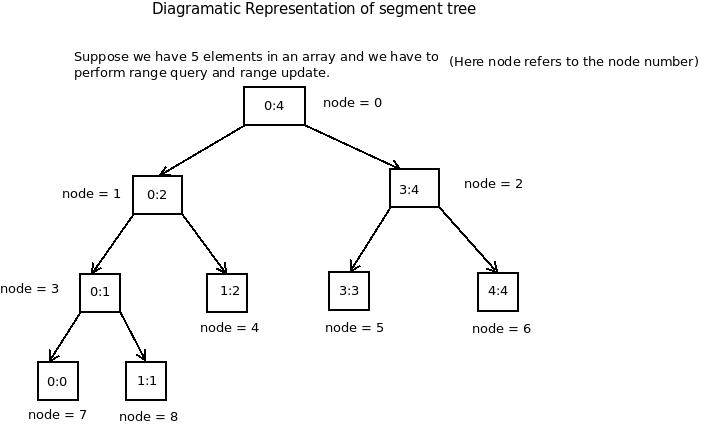 Diagramatic Representation of segment tree
Suppose we have 5 elements in an array and we have to
perform range query and range update.
(Here node refers to the node number)
0:4
node = 0
node = 1
0:2
3:4
node = 2
node = 3
0:1
1:2
3:3
4:4
node = 4
node = 5
node = 6
0:0
1:1
node = 7
node = 8